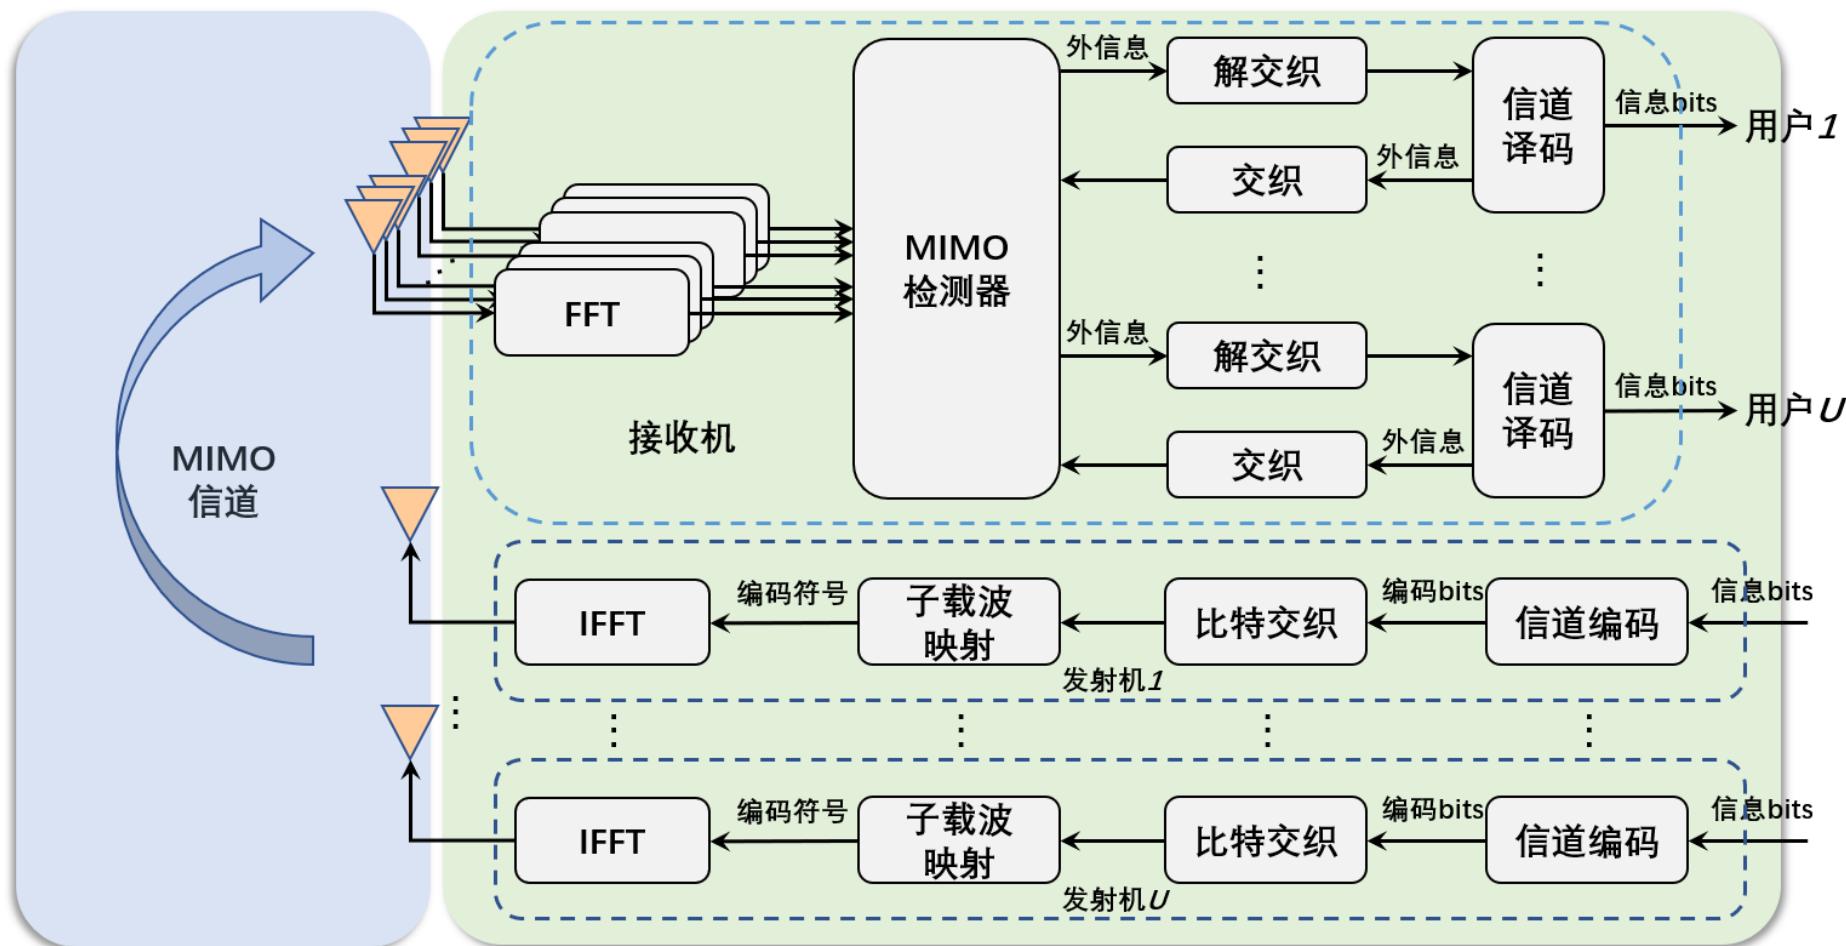 外信息
解交织
信道
译码
信息bits
用户1
外信息
交织
MIMO
检测器
FFT
外信息
解交织
信道
译码
信息bits
用户U
接收机
外信息
交织
MIMO
信道
IFFT
编码符号
子载波
映射
比特交织
编码bits
信道编码
信息bits
发射机1
IFFT
编码符号
子载波
映射
比特交织
编码bits
信道编码
信息bits
发射机U